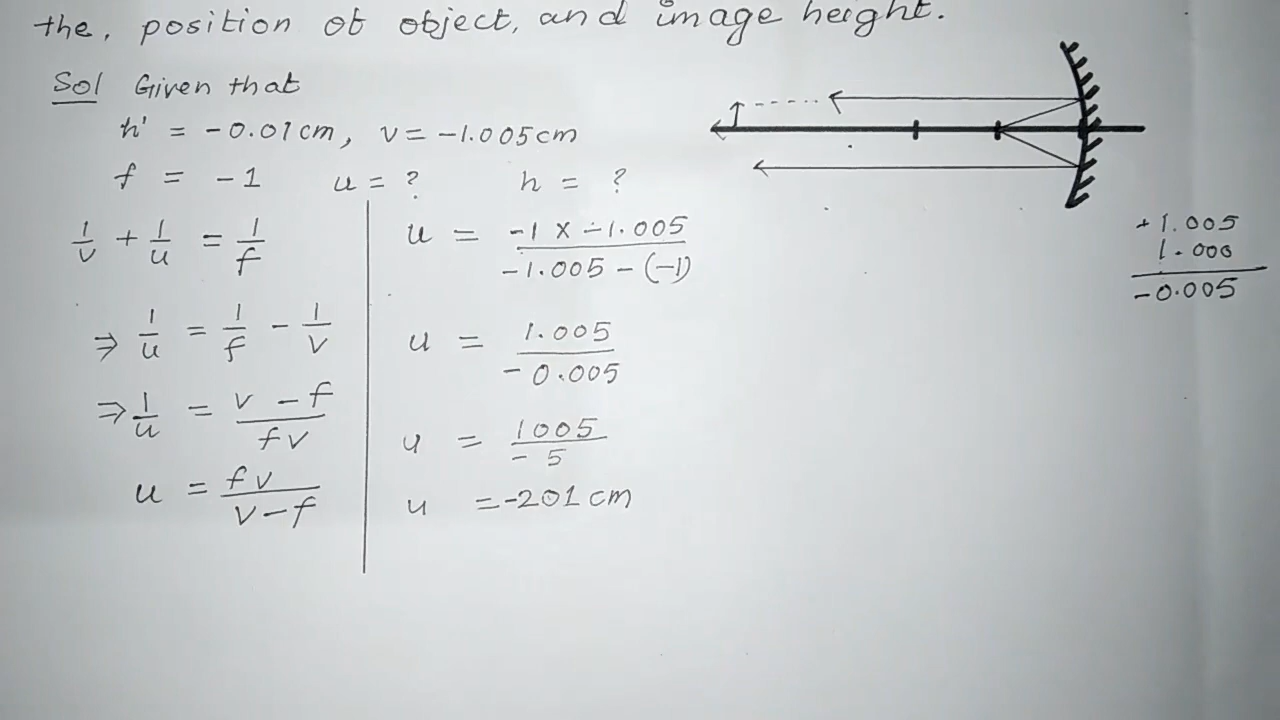 the, position of object, and image height.
Sol Given that
h' = -0.01cm, v = -1.005cm
f = -1 u = ? h = ?
1/v + 1/u = 1/f
⇒ 1/u = 1/f - 1/v
⇒ 1/u = v - f / fv
u = fv / v - f
u = -1 x -1.005 / -1.005 - (-1)
u = 1.005 / -0.005
u = 1005 / -5
u = -201 cm
+1.005
1.000
-0.005